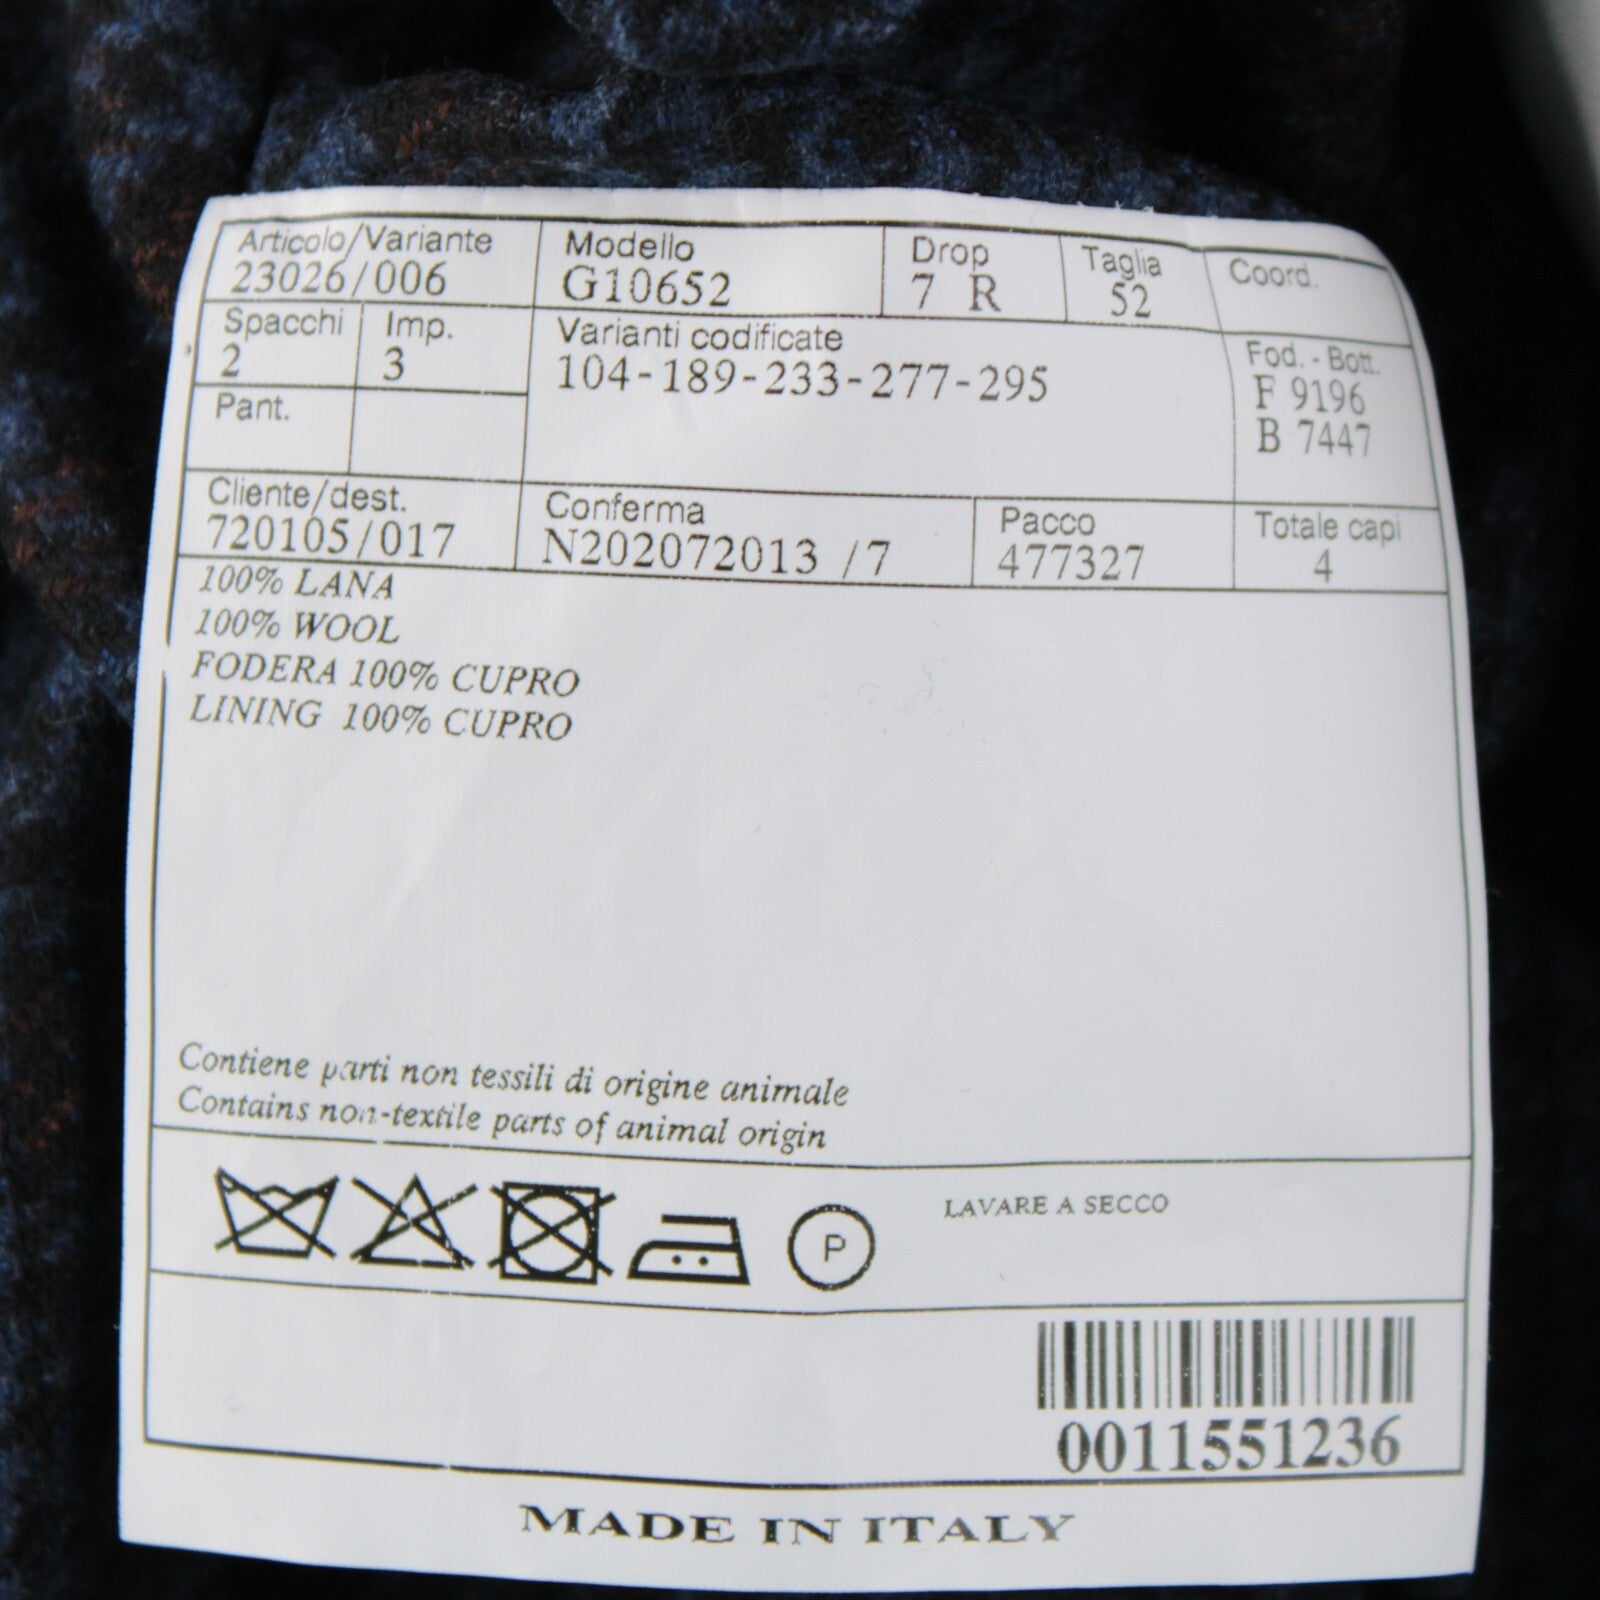 Articolo/Variante Modello Drop Taglia Coord.
23026/006 G10652 7 R 52
Spacchi Imp. Varianti codificate Fod. - Bott.
2 3 104-189-233-277-295 F 9196
Pant. B 7447
Cliente/dest. Conferma Pacco Totale capi
720105/017 N202072013 /7 477327 4
100% LANA
100% WOOL
FODERA 100% CUPRO
LINING 100% CUPRO
Contiene parti non tessili di origine animale
Contains non-textile parts of animal origin
P LAVARE A SECCO
0011551236
MADE IN ITALY